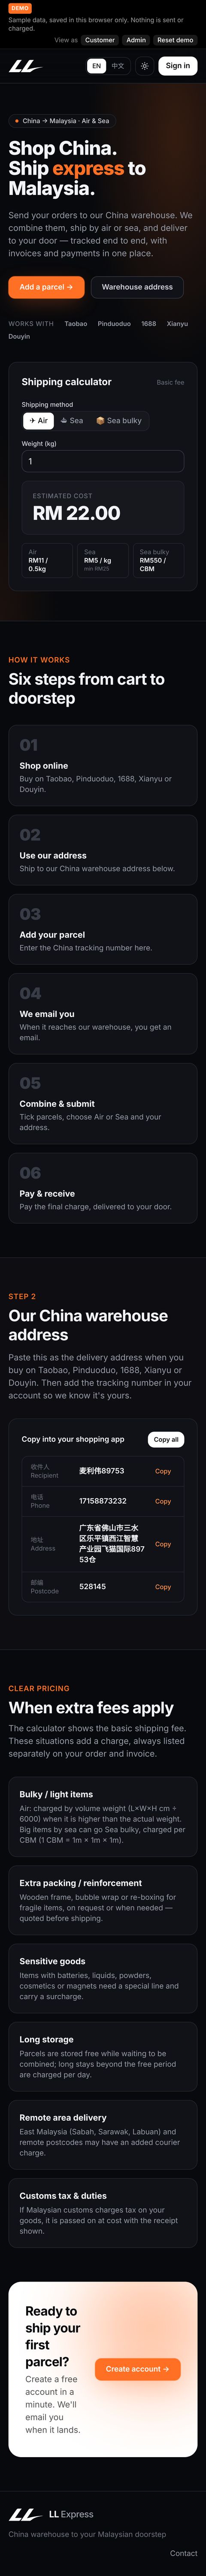 DEMO
Sample data, saved in this browser only. Nothing is sent or
charged.
View as Customer Admin Reset demo
LL EN 中文 Sign in
China → Malaysia · Air & Sea
Shop China.
Ship express to
Malaysia.
Send your orders to our China warehouse. We
combine them, ship by air or sea, and deliver
to your door — tracked end to end, with
invoices and payments in one place.
Add a parcel → Warehouse address
WORKS WITH Taobao Pinduoduo 1688 Xianyu
Douyin
Shipping calculator Basic fee
Shipping method
Air Sea Sea bulky
Weight (kg)
1
ESTIMATED COST
RM 22.00
Air Sea Sea bulky
RM11 / RM5 / kg RM550 /
0.5kg min RM25 CBM
HOW IT WORKS
Six steps from cart to
doorstep
01
Shop online
Buy on Taobao, Pinduoduo, 1688, Xianyu or
Douyin.
02
Use our address
Ship to our China warehouse address below.
03
Add your parcel
Enter the China tracking number here.
04
We email you
When it reaches our warehouse, you get an
email.
05
Combine & submit
Tick parcels, choose Air or Sea and your
address.
06
Pay & receive
Pay the final charge, delivered to your door.
STEP 2
Our China warehouse
address
Paste this as the delivery address when you
buy on Taobao, Pinduoduo, 1688, Xianyu or
Douyin. Then add the tracking number in your
account so we know it's yours.
Copy into your shopping app Copy all
收件人
Recipient 麦利伟89753 Copy
电话
Phone 17158873232 Copy
地址
Address
广东省佛山市三水
区乐平镇西江智慧
产业园飞猫国际897
53仓
Copy
邮编
Postcode 528145 Copy
CLEAR PRICING
When extra fees apply
The calculator shows the basic shipping fee.
These situations add a charge, always listed
separately on your order and invoice.
Bulky / light items
Air: charged by volume weight (L×W×H cm ÷
6000) when it is higher than the actual weight.
Big items by sea can go Sea bulky, charged per
CBM (1 CBM = 1m × 1m × 1m).
Extra packing / reinforcement
Wooden frame, bubble wrap or re-boxing for
fragile items, on request or when needed —
quoted before shipping.
Sensitive goods
Items with batteries, liquids, powders,
cosmetics or magnets need a special line and
carry a surcharge.
Long storage
Parcels are stored free while waiting to be
combined; long stays beyond the free period
are charged per day.
Remote area delivery
East Malaysia (Sabah, Sarawak, Labuan) and
remote postcodes may have an added courier
charge.
Customs tax & duties
If Malaysian customs charges tax on your
goods, it is passed on at cost with the receipt
shown.
Ready to
ship your
first
parcel?
Create a free
account in a
minute. We'll
email you
when it lands.
Create account →
LL LL Express
China warehouse to your Malaysian doorstep
Contact